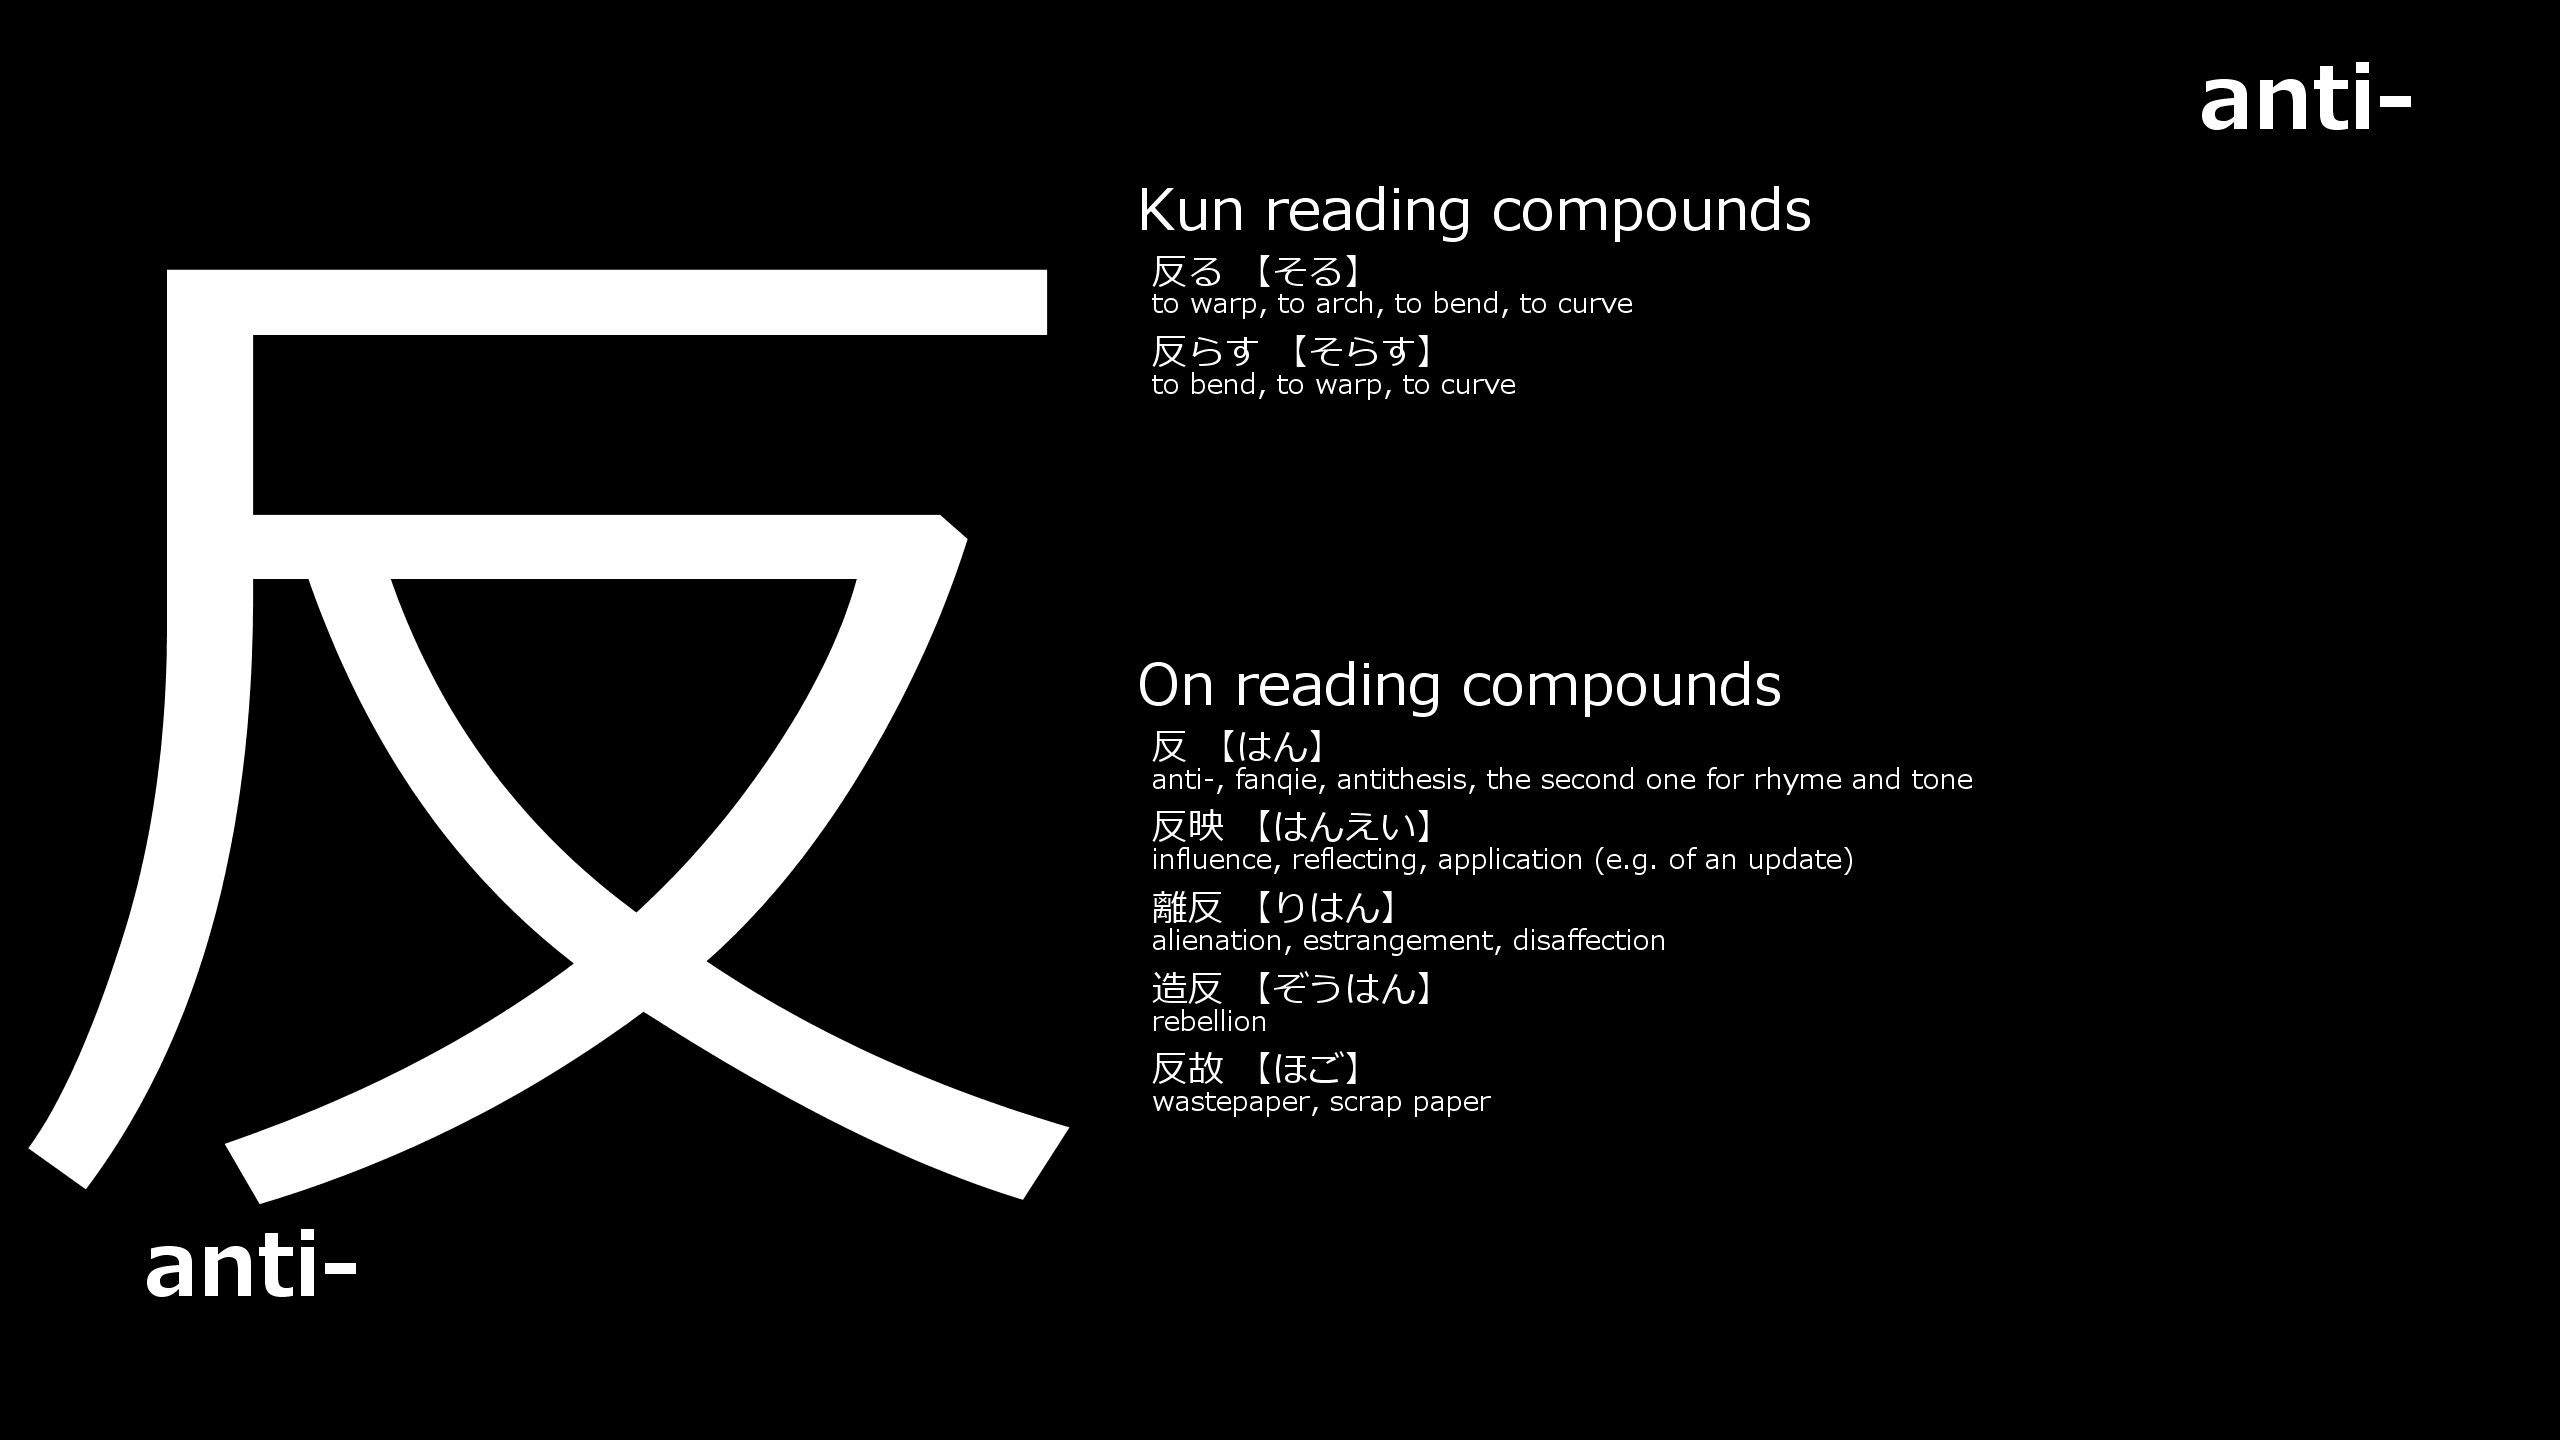 anti-
反
anti-
Kun reading compounds
反る 【そる】
to warp, to arch, to bend, to curve
反らす 【そらす】
to bend, to warp, to curve
On reading compounds
反 【はん】
anti-, fanqie, antithesis, the second one for rhyme and tone
反映 【はんえい】
influence, reflecting, application (e.g. of an update)
離反 【りはん】
alienation, estrangement, disaffection
造反 【ぞうはん】
rebellion
反故 【ほご】
wastepaper, scrap paper